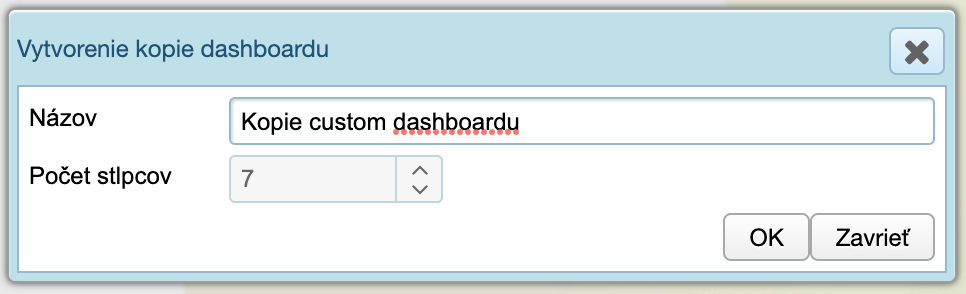 Vytvorenie kopie dashboardu
Názov
Kopie custom dashboardu
Počet stlpcov
7
OK
Zavrieť